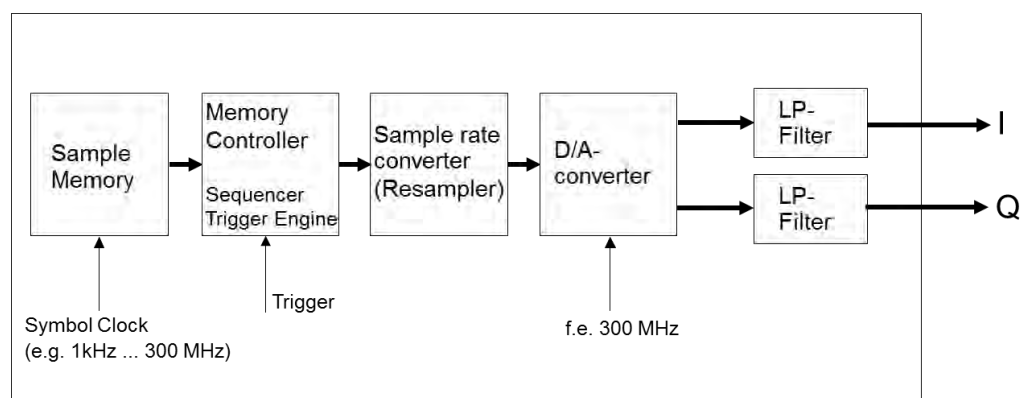 Sample
Memory
Memory
Controller
Sequencer
Trigger Engine
Sample rate
converter
(Resampler)
D/A-
converter
LP-
Filter
I
LP-
Filter
Q
Symbol Clock
(e.g. 1kHz ... 300 MHz)
Trigger
f.e. 300 MHz